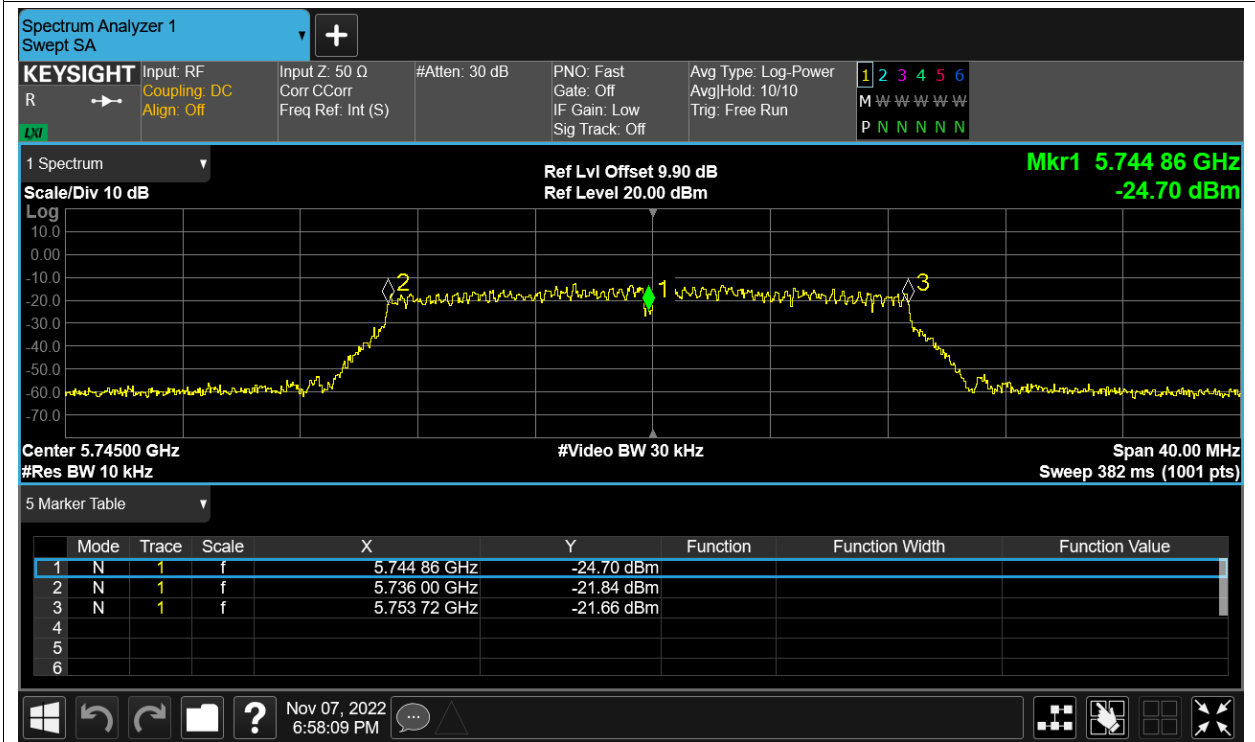 Spectrum Analyzer 1
Swept SA
+
KEYSIGHT
R
LXI
Input: RF
Coupling: DC
Align: Off
Input Z: 50 Ω
Corr CCorr
Freq Ref: Int (S)
#Atten: 30 dB
PNO: Fast
Gate: Off
IF Gain: Low
Sig Track: Off
Avg Type: Log-Power
Avg|Hold: 10/10
Trig: Free Run
1 2 3 4 5 6
M W W W W W
P N N N N N
1 Spectrum
Scale/Div 10 dB
Ref Lvl Offset 9.90 dB
Ref Level 20.00 dBm
Mkr1 5.744 86 GHz
-24.70 dBm
Log
10.0
0.00
-10.0
-20.0
-30.0
-40.0
-50.0
-60.0
-70.0
2
1
3
Center 5.74500 GHz
#Video BW 30 kHz
Span 40.00 MHz
#Res BW 10 kHz
Sweep 382 ms (1001 pts)
5 Marker Table
Mode Trace Scale X Y Function Function Width Function Value
1 N 1 f 5.744 86 GHz -24.70 dBm
2 N 1 f 5.736 00 GHz -21.84 dBm
3 N 1 f 5.753 72 GHz -21.66 dBm
4
5
6
?
Nov 07, 2022
6:58:09 PM